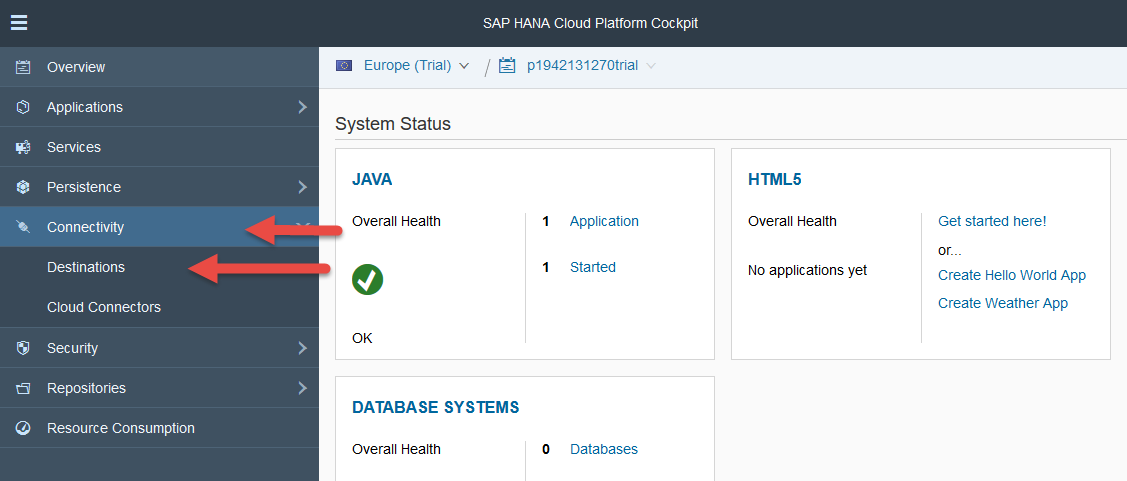 SAP HANA Cloud Platform Cockpit
Overview
Applications
Services
Persistence
Connectivity
Destinations
Cloud Connectors
Security
Repositories
Resource Consumption
Europe (Trial) / p1942131270trial
System Status
JAVA
Overall Health
1 Application
1 Started
OK
HTML5
Overall Health
No applications yet
Get started here!
or...
Create Hello World App
Create Weather App
DATABASE SYSTEMS
Overall Health
0 Databases